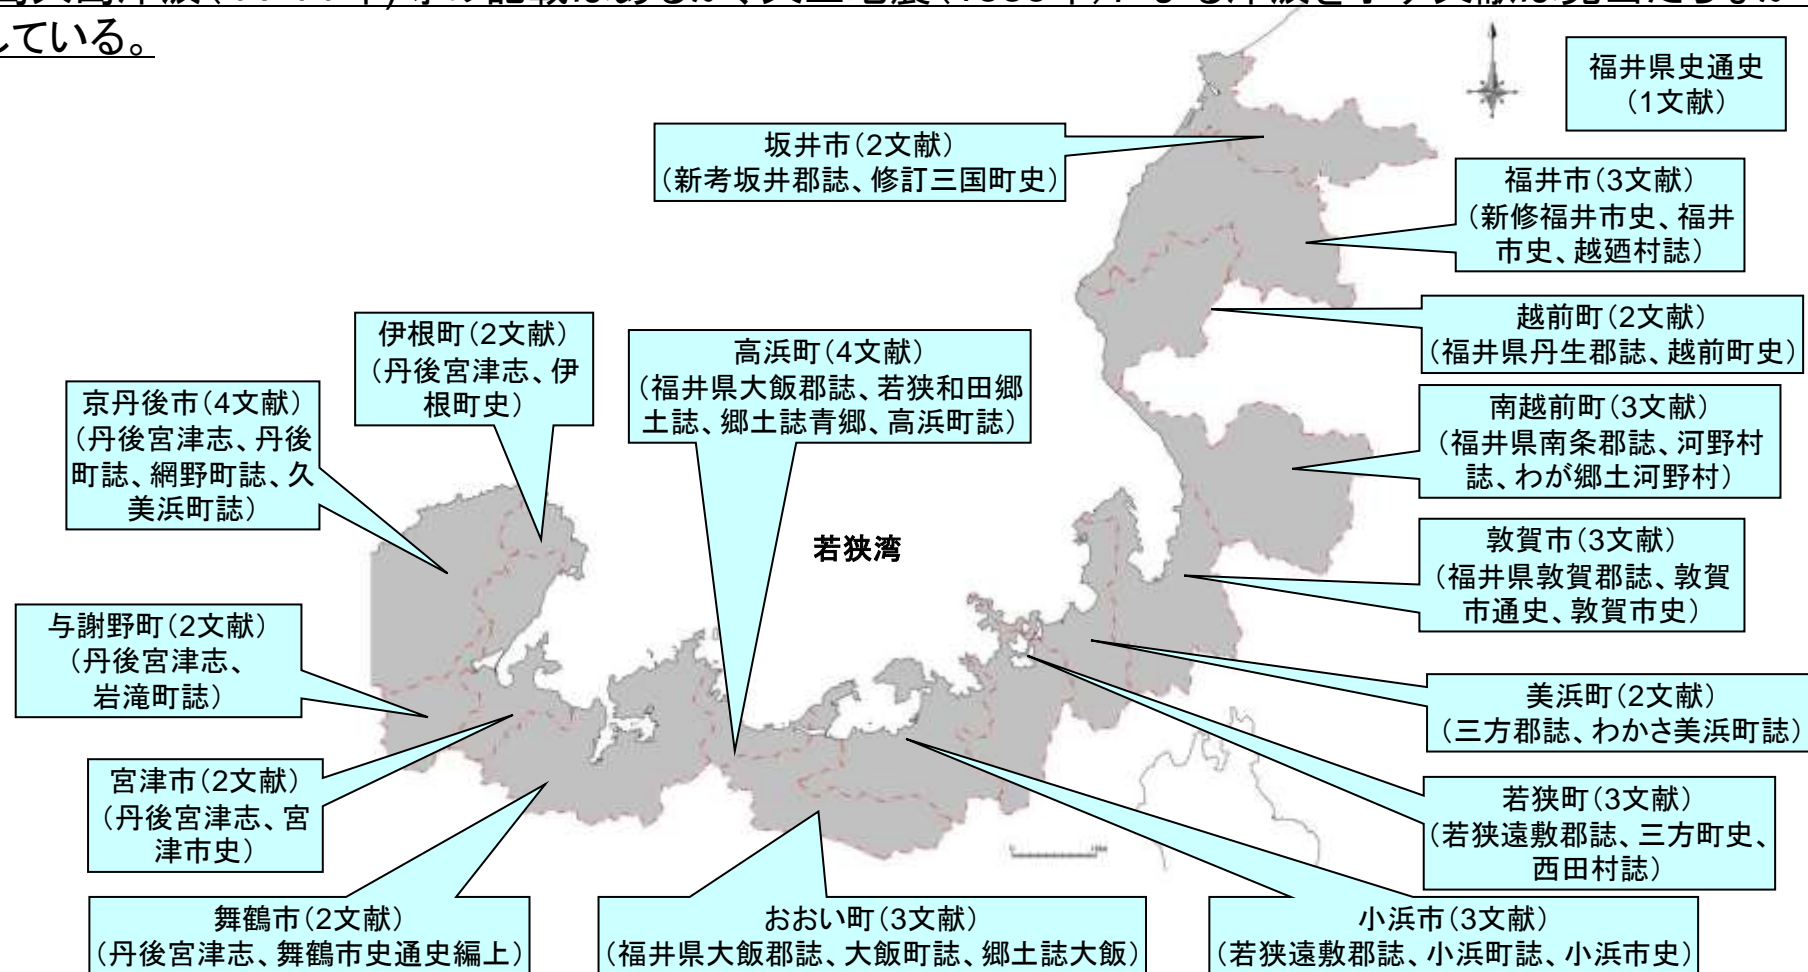 している。
福井県史通史
（1文献）
坂井市（2文献）
（新考坂井郡誌、修訂三国町史）
福井市（3文献）
（新修福井市史、福井
市史、越廼村誌）
越前町（2文献）
（福井県丹生郡誌、越前町史）
伊根町（2文献）
（丹後宮津志、伊
根町史）
高浜町（4文献）
（福井県大飯郡誌、若狭和田郷
土誌、郷土誌青郷、高浜町誌）
京丹後市（4文献）
（丹後宮津志、丹後
町誌、網野町誌、久
美浜町誌）
南越前町（3文献）
（福井県南条郡誌、河野村
誌、わが郷土河野村）
若狭湾
敦賀市（3文献）
（福井県敦賀郡誌、敦賀
市通史、敦賀市史）
与謝野町（2文献）
（丹後宮津志、
岩滝町誌）
美浜町（2文献）
（三方郡誌、わかさ美浜町誌）
宮津市（2文献）
（丹後宮津志、宮
津市史）
若狭町（3文献）
（若狭遠敷郡誌、三方町史、
西田村誌）
舞鶴市（2文献）
（丹後宮津志、舞鶴市史通史編上）
おおい町（3文献）
（福井県大飯郡誌、大飯町誌、郷土誌大飯）
小浜市（3文献）
（若狭遠敷郡誌、小浜町誌、小浜市史）